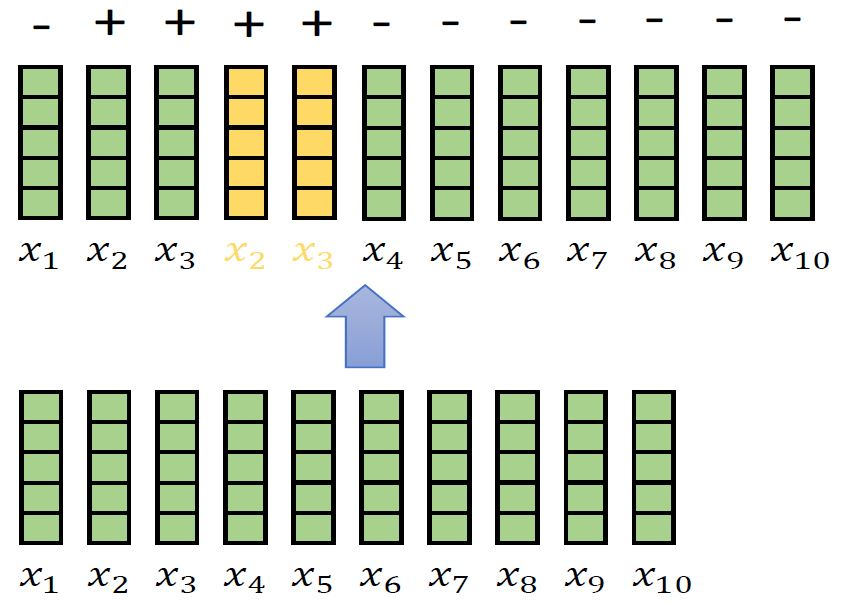 - + + + + - - - - - - -
x₁ x₂ x₃ x₂ x₃ x₄ x₅ x₆ x₇ x₈ x₉ x₁₀
x₁ x₂ x₃ x₄ x₅ x₆ x₇ x₈ x₉ x₁₀